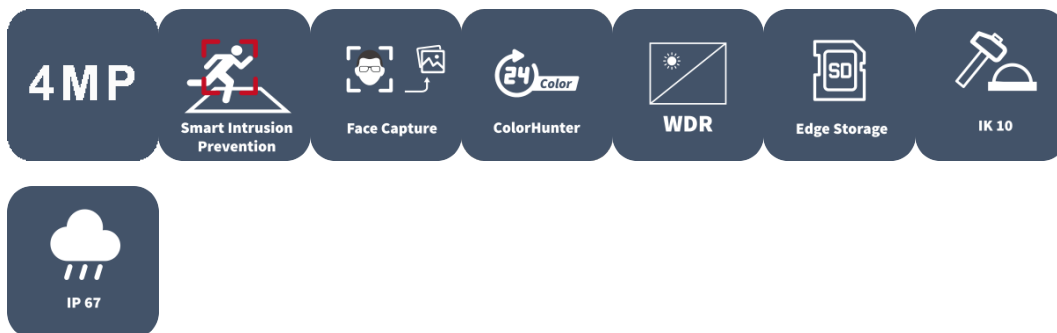 4MP
Smart Intrusion
Prevention
Face Capture
24
Color
ColorHunter
WDR
SD
Edge Storage
IK 10
IP 67